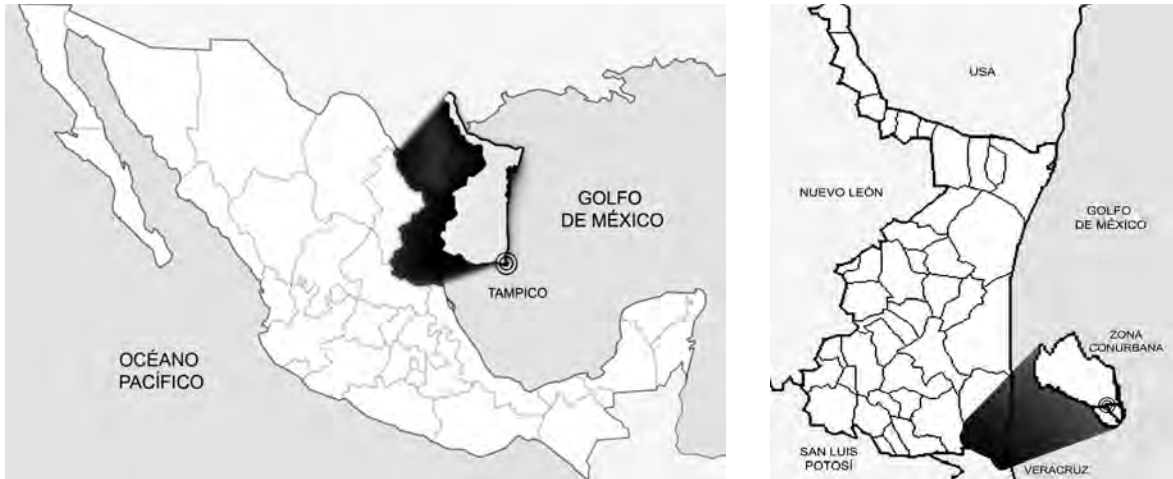 GOLFO
DE MÉXICO
TAMPICO
OCÉANO
PACÍFICO
USA
NUEVO LEÓN
GOLFO
DE MÉXICO
ZONA
CONURBANA
SAN LUIS
POTOSÍ
VERACRUZ